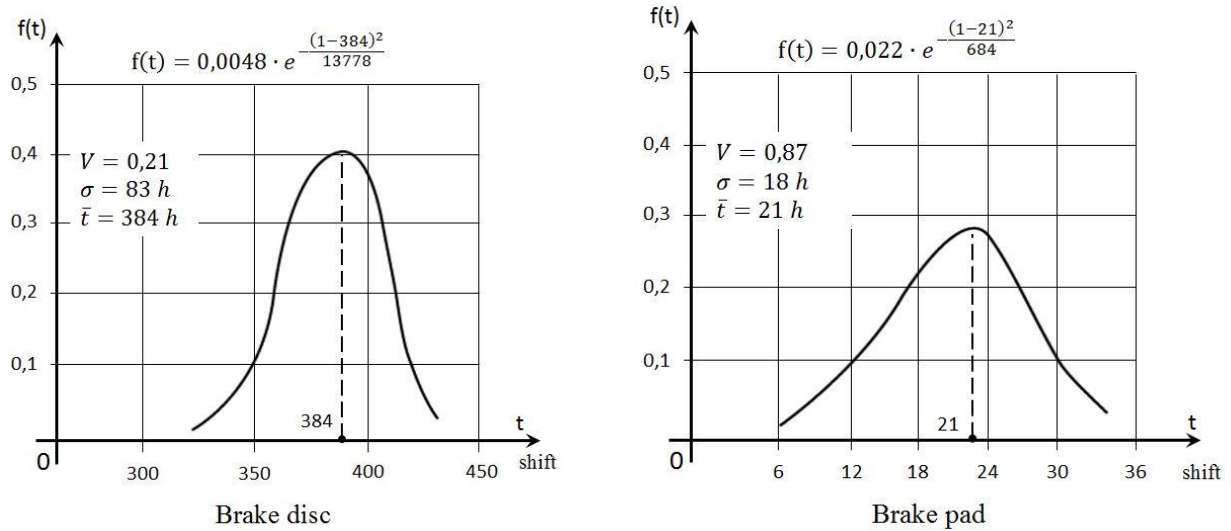 f(t)
f(t) = 0,0048 · e^{-\frac{(1−384)^2}{13778}}
0,5
0,4
0,3
0,2
0,1
V = 0,21
σ = 83 h
t̄ = 384 h
384
t
0
300
350
400
450
shift
Brake disc
f(t)
f(t) = 0,022 · e^{-\frac{(1−21)^2}{684}}
0,5
0,4
0,3
0,2
0,1
V = 0,87
σ = 18 h
t̄ = 21 h
21
t
0
6
12
18
24
30
36
shift
Brake pad